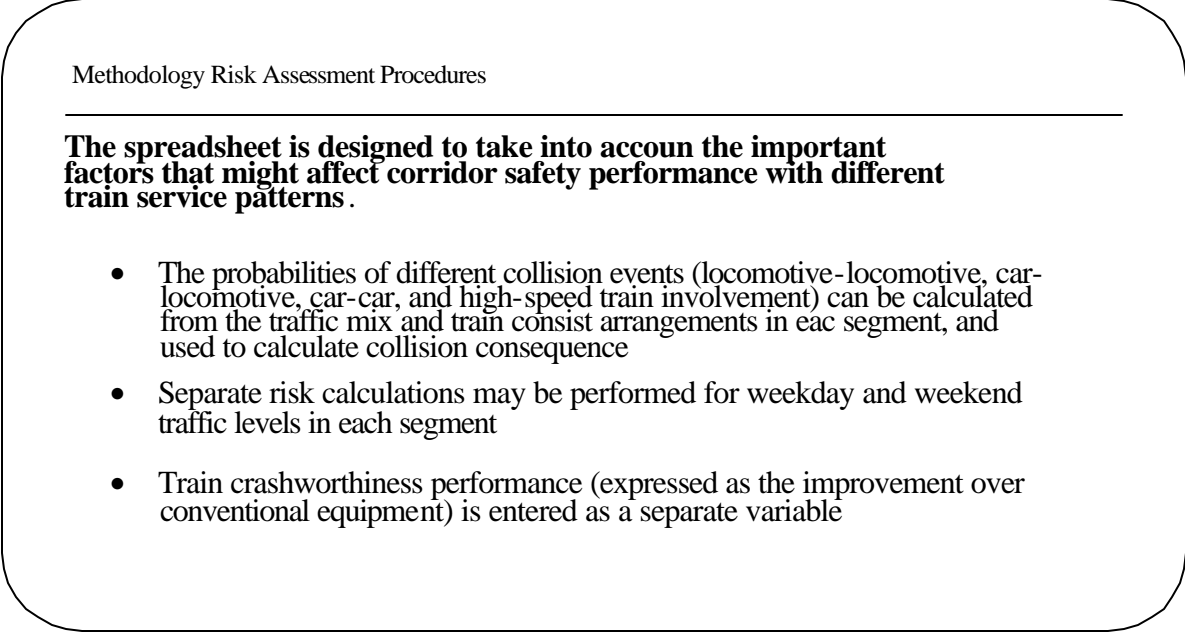 Methodology Risk Assessment Procedures
The spreadsheet is designed to take into accoun the important
factors that might affect corridor safety performance with different
train service patterns.
• The probabilities of different collision events (locomotive-locomotive, car-
locomotive, car-car, and high-speed train involvement) can be calculated
from the traffic mix and train consist arrangements in eac segment, and
used to calculate collision consequence
• Separate risk calculations may be performed for weekday and weekend
traffic levels in each segment
• Train crashworthiness performance (expressed as the improvement over
conventional equipment) is entered as a separate variable